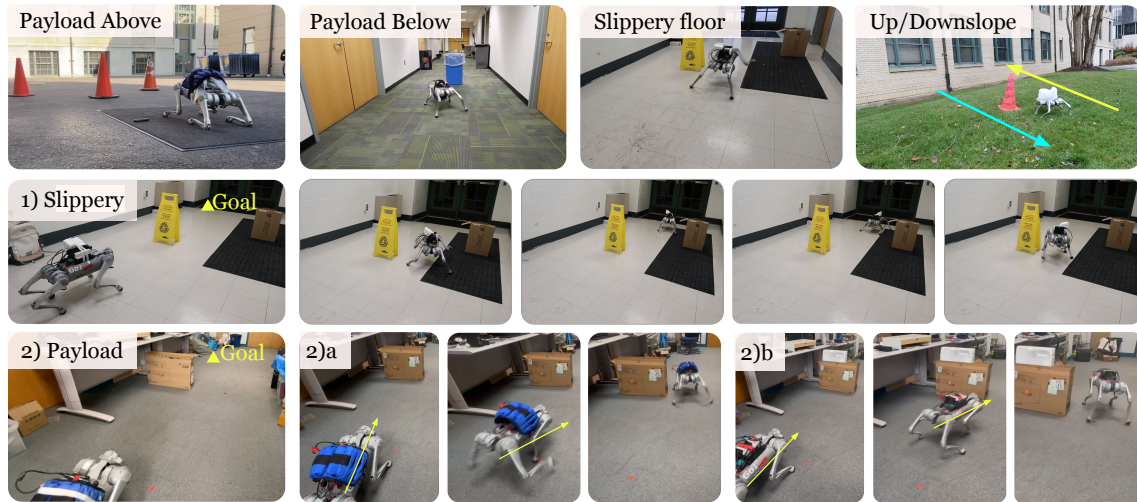 Payload Above
Payload Below
Slippery floor
Up/Downslope
1) Slippery
Goal
2) Payload
Goal
2)a
2)b